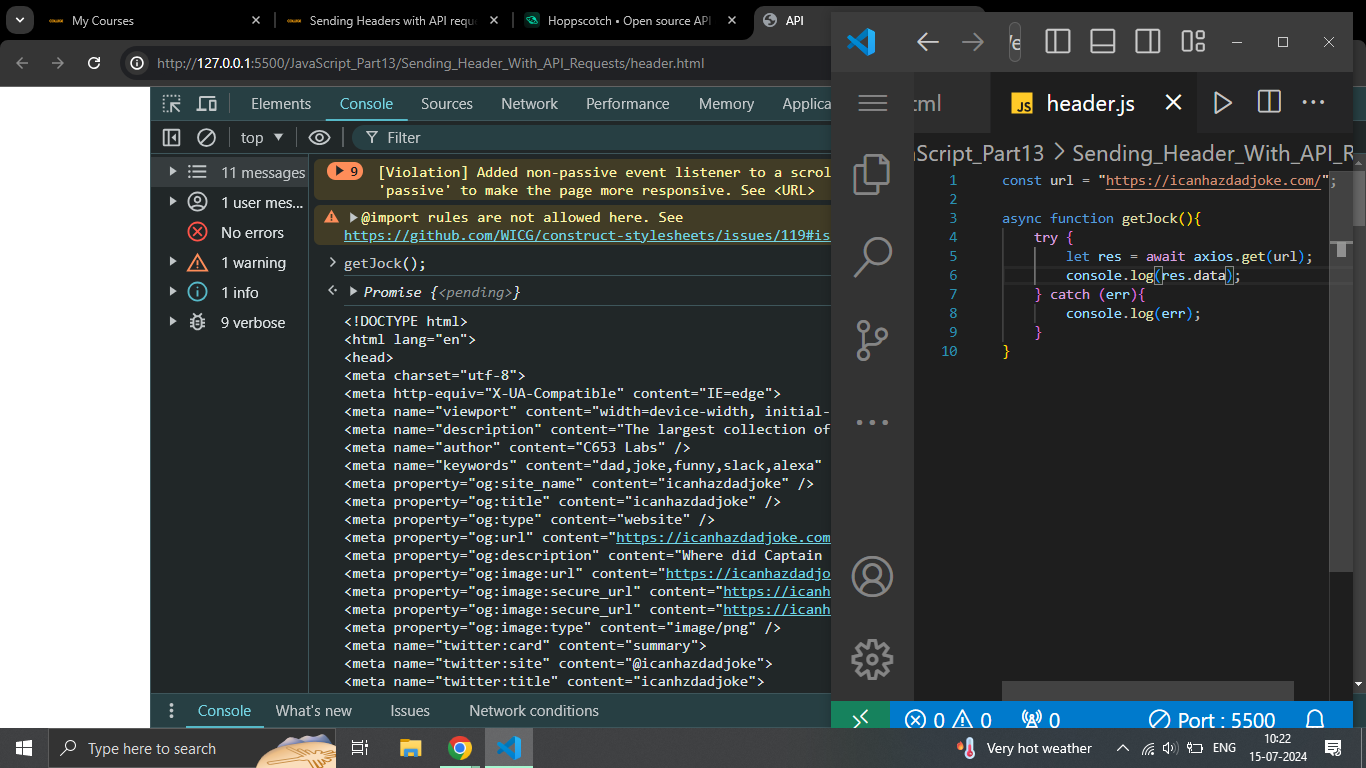 My Courses
Sending Headers with API requ
Hoppscotch • Open source API
API
http://127.0.0.1:5500/JavaScript_Part13/Sending_Header_With_API_Requests/header.html
Elements
Console
Sources
Network
Performance
Memory
Applica
top
Filter
11 messages
1 user mes...
No errors
1 warning
1 info
9 verbose
9
[Violation] Added non-passive event listener to a scrol
'passive' to make the page more responsive. See <URL>
@import rules are not allowed here. See
https://github.com/WICG/construct-stylesheets/issues/119#is
getJock();
Promise {<pending>}
<!DOCTYPE html>
<html lang="en">
<head>
<meta charset="utf-8">
<meta http-equiv="X-UA-Compatible" content="IE=edge">
<meta name="viewport" content="width=device-width, initial-
<meta name="description" content="The largest collection of
<meta name="author" content="C653 Labs" />
<meta name="keywords" content="dad,joke,funny,slack,alexa"
<meta property="og:site_name" content="icanhazdadjoke" />
<meta property="og:title" content="icanhazdadjoke" />
<meta property="og:type" content="website" />
<meta property="og:url" content="https://icanhazdadjoke.com
<meta property="og:description" content="Where did Captain
<meta property="og:image:url" content="https://icanhazdadjo
<meta property="og:image:secure_url" content="https://icanh
<meta property="og:image:secure_url" content="https://icanh
<meta property="og:image:type" content="image/png" />
<meta name="twitter:card" content="summary">
<meta name="twitter:site" content="@icanhazdadjoke">
<meta name="twitter:title" content="icanhzdadjoke">
Console
What's new
Issues
Network conditions
tml
JS header.js
aScript_Part13 > Sending_Header_With_API_R
1 const url = "https://icanhazdadjoke.com/";
2
3 async function getJock(){
4 try {
5 let res = await axios.get(url);
6 console.log(res.data);
7 } catch (err){
8 console.log(err);
9 }
10 }
0 0 0 Port : 5500
Type here to search
Very hot weather
ENG
10:22
15-07-2024